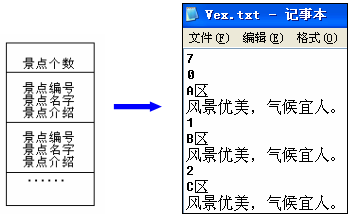 景点个数
景点编号
景点名字
景点介绍
景点编号
景点名字
景点介绍
······
Vex.txt - 记事本
文件(F) 编辑(E) 格式(O)
7
0
A区
风景优美，气候宜人。
1
B区
风景优美，气候宜人。
2
C区
风景优美，气候宜人。